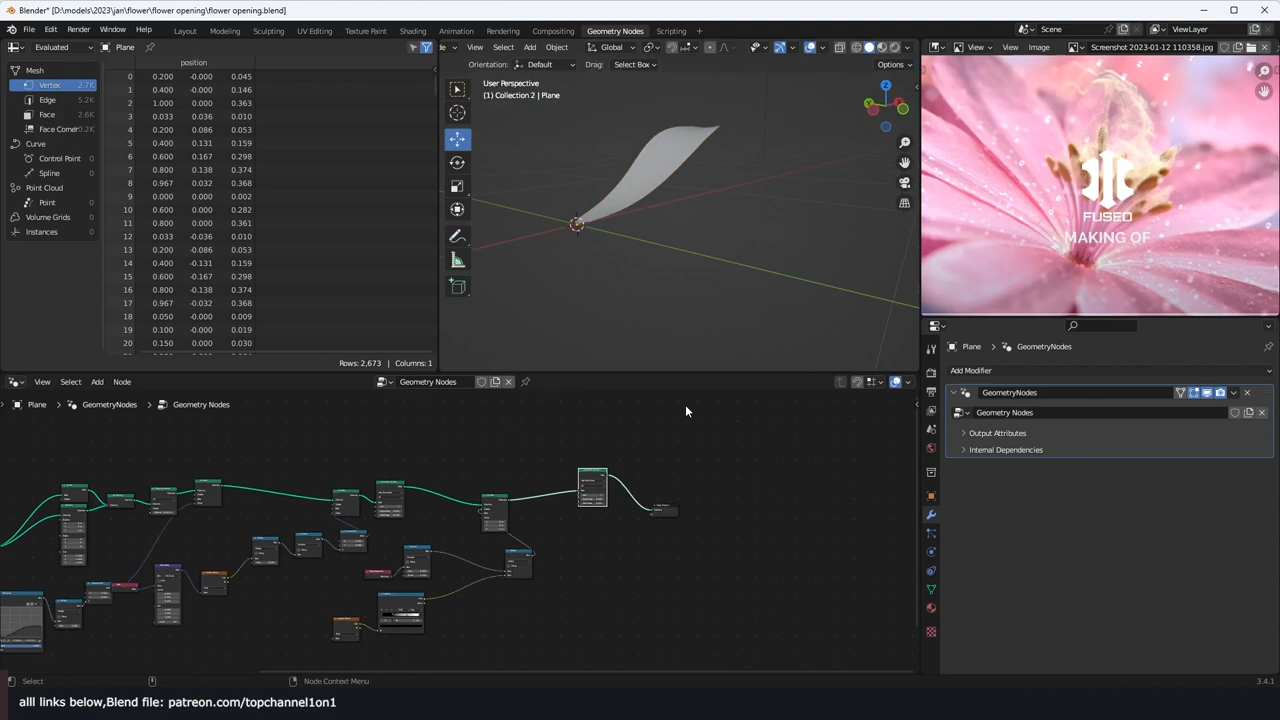 Blender* [D:\models\2023\jan\flower\flower opening\flower opening.blend]
File Edit Render Window Help Layout Modeling Sculpting UV Editing Texture Paint Shading Animation Rendering Compositing Geometry Nodes Scripting Scene ViewLayer
Evaluated Plane
View Select Add Object Global
View View Image Screenshot 2023-01-12 110358.jpg
Orientation: Default Drag: Select Box Options
Mesh
Vertex 2.7K
Edge 5.2K
Face 2.6K
Face Corner
Curve
Control Point 0
Spline 0
Point Cloud
Point 0
Volume Grids 0
Instances 0
position
0 0.200 -0.000 0.045
1 0.400 -0.000 0.146
2 1.000 0.000 0.363
3 0.033 0.036 0.010
4 0.200 0.086 0.053
5 0.400 0.131 0.159
6 0.600 0.167 0.298
7 0.800 0.138 0.374
8 0.967 0.032 0.368
9 0.000 0.000 0.002
10 0.600 0.000 0.282
11 0.800 0.000 0.361
12 0.033 -0.036 0.010
13 0.200 -0.086 0.053
14 0.400 -0.131 0.159
15 0.600 -0.167 0.298
16 0.800 -0.138 0.374
17 0.967 -0.032 0.368
18 0.050 -0.000 0.009
19 0.100 -0.000 0.019
20 0.150 0.000 0.030
Rows: 2,673 | Columns: 1
User Perspective
(1) Collection 2 | Plane
Z
FUSEO
MAKING OF
Plane GeometryNodes
Add Modifier
GeometryNodes
Geometry Nodes
Output Attributes
Internal Dependencies
View Select Add Node Geometry Nodes
Plane GeometryNodes Geometry Nodes
Select Node Context Menu 3.4.1
alll links below,Blend file: patreon.com/topchannel1on1